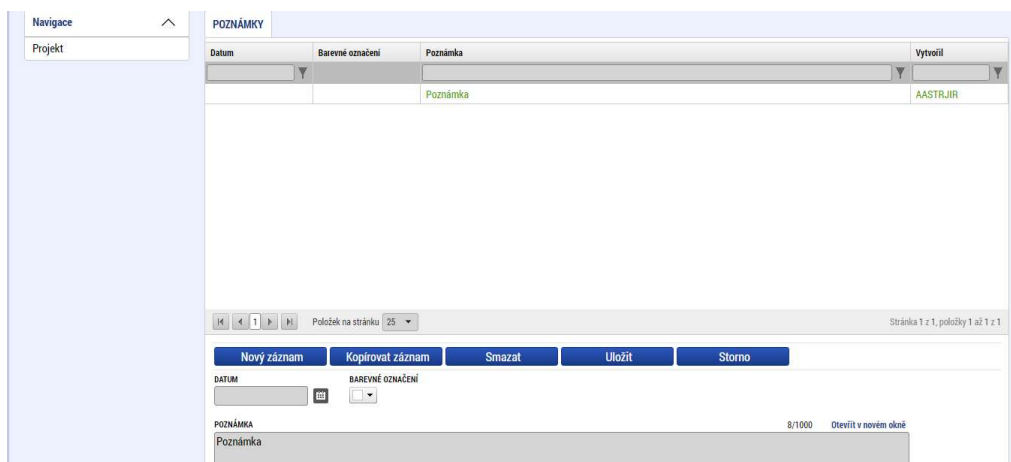 Navigace POZNÁMKY
Projekt
Datum Barevné označení Poznámka Vytvořil
Poznámka AASTRJIR
1 Položek na stránku 25 Stránka 1 z 1, položky 1 až 1 z 1
Nový záznam Kopírovat záznam Smazat Uložit Storno
DATUM BAREVNÉ OZNAČENÍ
POZNÁMKA 8/1000 Otevřít v novém okně
Poznámka